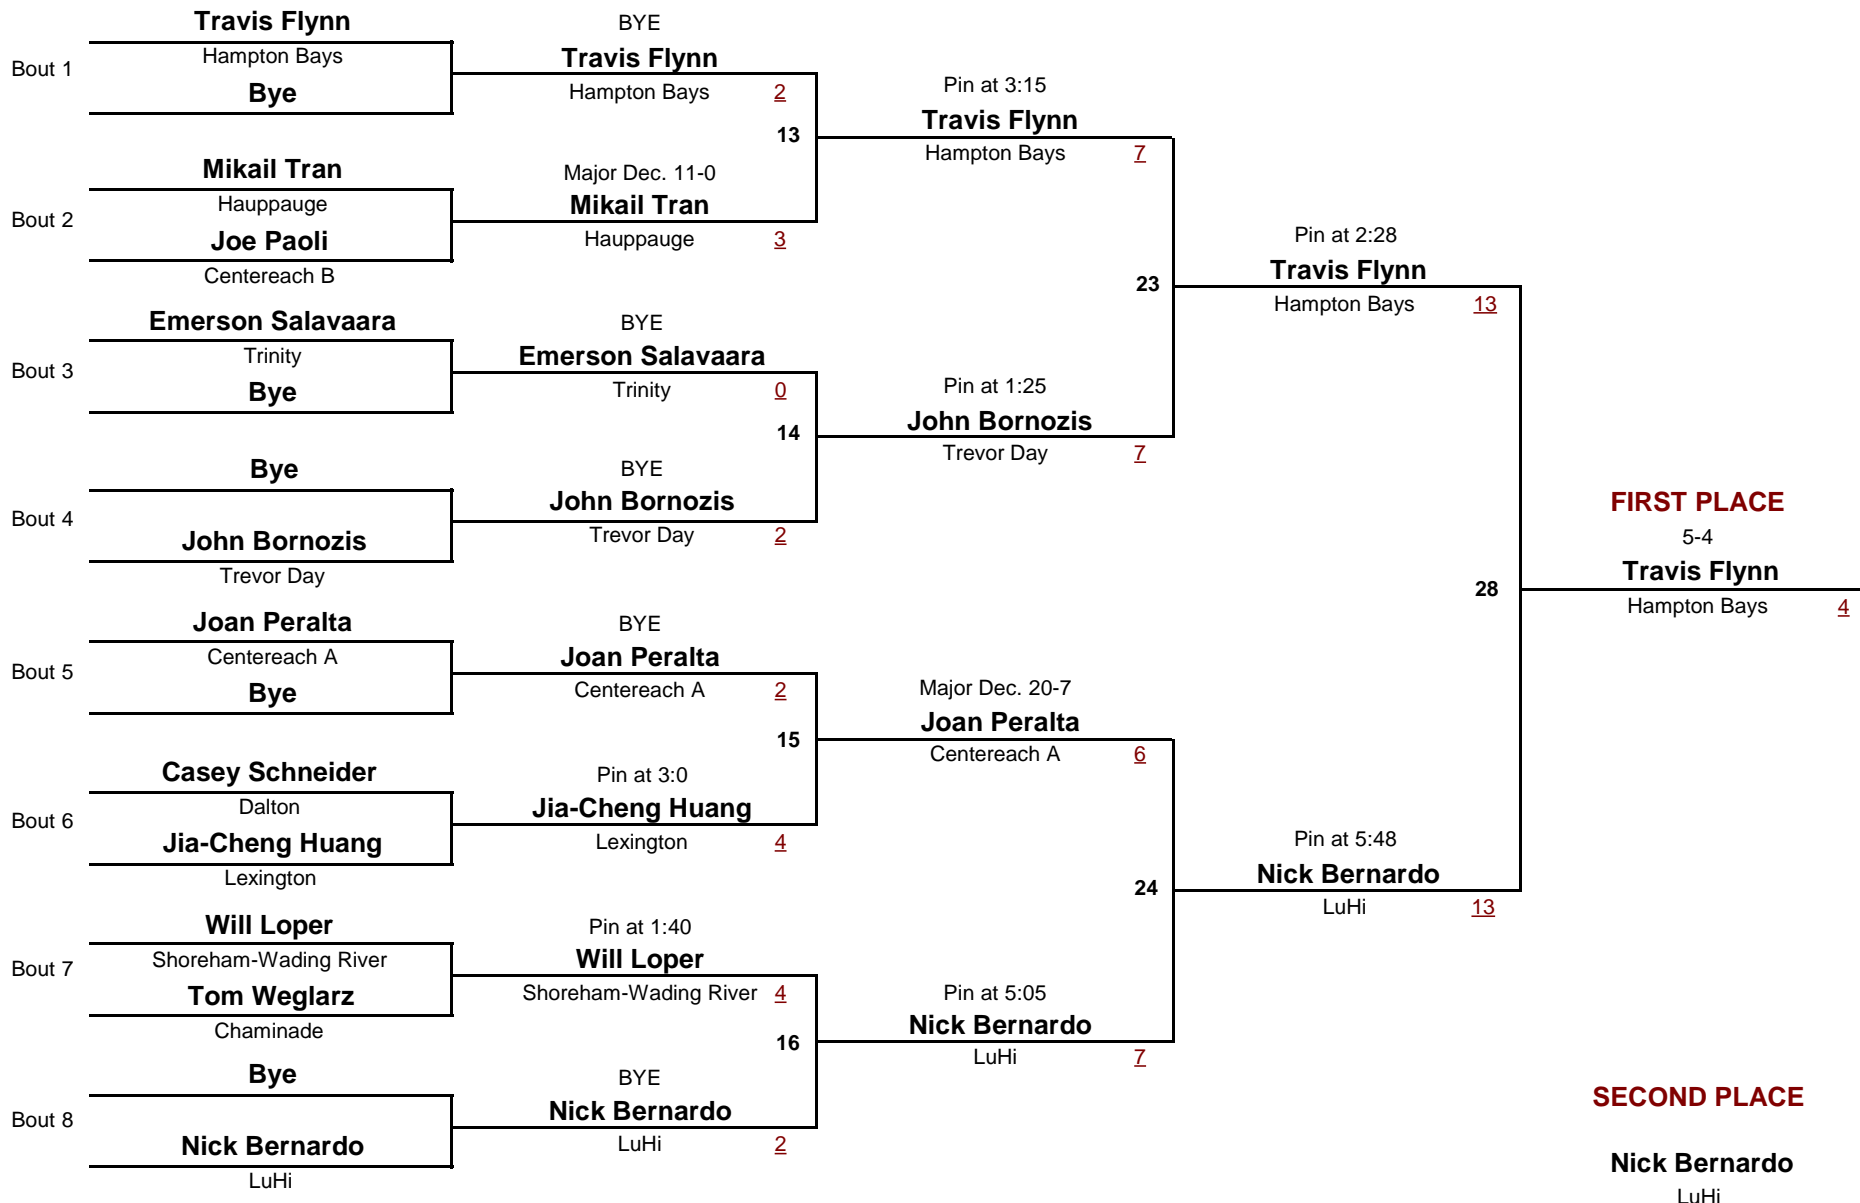 Travis Flynn
Hampton Bays
Bout 1
Bye
Mikail Tran
Hauppauge
Bout 2
Joe Paoli
Centereach B
Emerson Salavaara
Trinity
Bout 3
Bye
Bye
Bout 4
John Bornozis
Trevor Day
Joan Peralta
Centereach A
Bout 5
Bye
Casey Schneider
Dalton
Bout 6
Jia-Cheng Huang
Lexington
Will Loper
Shoreham-Wading River
Bout 7
Tom Weglarz
Chaminade
Bye
Bout 8
Nick Bernardo
LuHi
BYE
Travis Flynn
Hampton Bays 2
13
Major Dec. 11-0
Mikail Tran
Hauppauge 3
BYE
Emerson Salavaara
Trinity 0
14
BYE
John Bornozis
Trevor Day 2
BYE
Joan Peralta
Centereach A 2
15
Pin at 3:0
Jia-Cheng Huang
Lexington 4
Pin at 1:40
Will Loper
Shoreham-Wading River 4
16
BYE
Nick Bernardo
LuHi 2
Pin at 3:15
Travis Flynn
Hampton Bays 7
23
Pin at 1:25
John Bornozis
Trevor Day 7
Major Dec. 20-7
Joan Peralta
Centereach A 6
24
Pin at 5:05
Nick Bernardo
LuHi 7
Pin at 2:28
Travis Flynn
Hampton Bays 13
28
Pin at 5:48
Nick Bernardo
LuHi 13
FIRST PLACE
5-4
Travis Flynn
Hampton Bays 4
SECOND PLACE
Nick Bernardo
LuHi